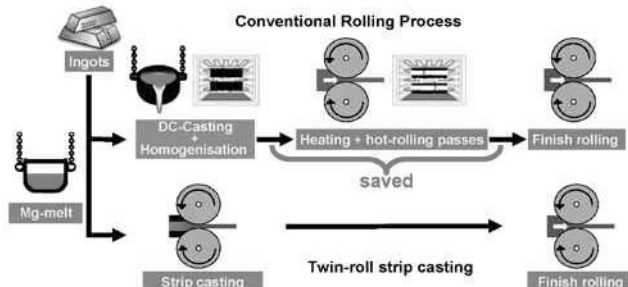 Conventional Rolling Process
Ingots
DC-Casting
+
Homogenisation
Heating + hot-rolling passes
Finish rolling
saved
Mg-melt
Strip casting
Twin-roll strip casting
Finish rolling